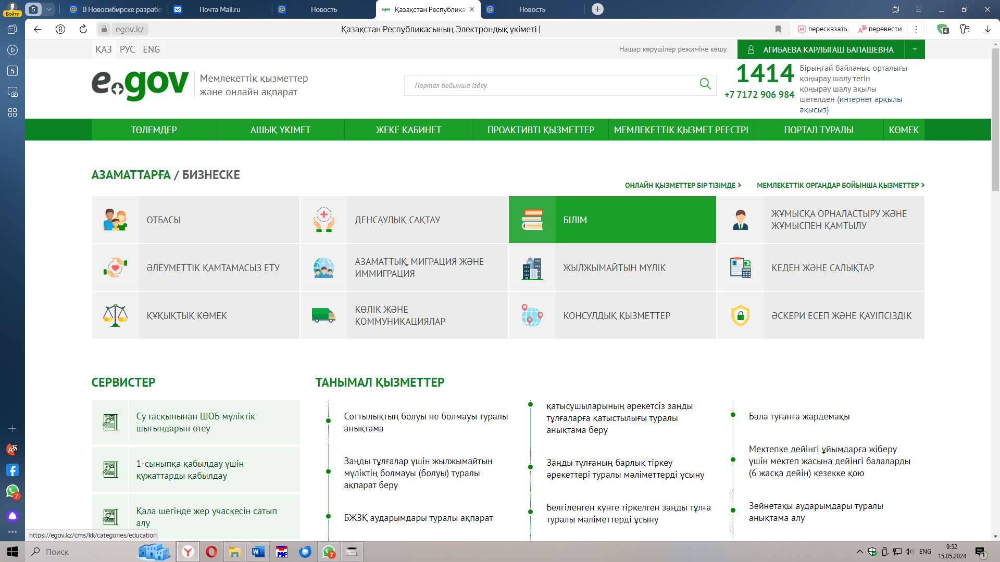 Войти
5
В Новосибирске разрабо
Почта Mail.ru
Новость
Қазақстан Республика
Новость
egov.kz
Қазақстан Республикасының Электрондық үкіметі |
пересказать
перевести
4
5
ҚАЗ РУС ENG
Нашар көрушілер режиміне көшу
АГИБАЕВА КАРЛЫГАШ БАПАШЕВНА
e.gov
Мемлекеттік қызметтер
және онлайн ақпарат
Портал бойынша іздеу
1414
+7 7172 906 984
Бірыңғай байланыс орталығы
қоңырау шалу тегін
қоңырау шалу ақылы
шетелден (интернет арқылы
ақысыз)
ТӨЛЕМДЕР
АШЫҚ ҮКІМЕТ
ЖЕКЕ КАБИНЕТ
ПРОАКТИВТІ ҚЫЗМЕТТЕР
МЕМЛЕКЕТТІК ҚЫЗМЕТ РЕЕСТРІ
ПОРТАЛ ТУРАЛЫ
КӨМЕК
АЗАМАТТАРҒА / БИЗНЕСКЕ
ОНЛАЙН ҚЫЗМЕТТЕР БІР ТІЗІМДЕ
МЕМЛЕКЕТТІК ОРГАНДАР БОЙЫНША ҚЫЗМЕТТЕР
ОТБАСЫ
ДЕНСАУЛЫҚ САҚТАУ
БІЛІМ
ЖҰМЫСҚА ОРНАЛАСТЫРУ ЖӘНЕ
ЖҰМЫСПЕН ҚАМТЫЛУ
ӘЛЕУМЕТТІК ҚАМТАМАСЫЗ ЕТУ
АЗАМАТТЫҚ, МИГРАЦИЯ ЖӘНЕ
ИММИГРАЦИЯ
ЖЫЛЖЫМАЙТЫН МҮЛІК
КЕДЕН ЖӘНЕ САЛЫҚТАР
ҚҰҚЫҚТЫҚ КӨМЕК
КӨЛІК ЖӘНЕ
КОММУНИКАЦИЯЛАР
КОНСУЛДЫҚ ҚЫЗМЕТТЕР
ӘСКЕРИ ЕСЕП ЖӘНЕ ҚАУІПСІЗДІК
СЕРВИСТЕР
Су тасқынынан ШОБ мүліктік
шығындарын өтеу
1-сыныпқа қабылдау үшін
құжаттарды қабылдау
Қала шегінде жер учаскесін сатып
алу
ТАНЫМАЛ ҚЫЗМЕТТЕР
Соттылықтың болуы не болмауы туралы
анықтама
Заңды тұлғалар үшін жылжымайтын
мүліктің болмауы (болуы) туралы
ақпарат беру
БЖЗҚ аударымдары туралы ақпарат
қатысушыларының әрекетсіз заңды
тұлғаларға қатыстылығы туралы
анықтама беру
Заңды тұлғаның барлық тіркеу
әрекеттері туралы мәліметтерді ұсыну
Белгіленген күнге тіркелген заңды тұлға
туралы мәліметтерді ұсыну
Бала туғанға жәрдемақы
Мектепке дейінгі ұйымдарға жіберу
үшін мектеп жасына дейінгі балаларды
(6 жасқа дейін) кезекке қою
Зейнетақы аударымдары туралы
анықтама алу
7
https://egov.kz/cms/kk/categories/education
Поиск
7
ENG
9:52
15.05.2024
1